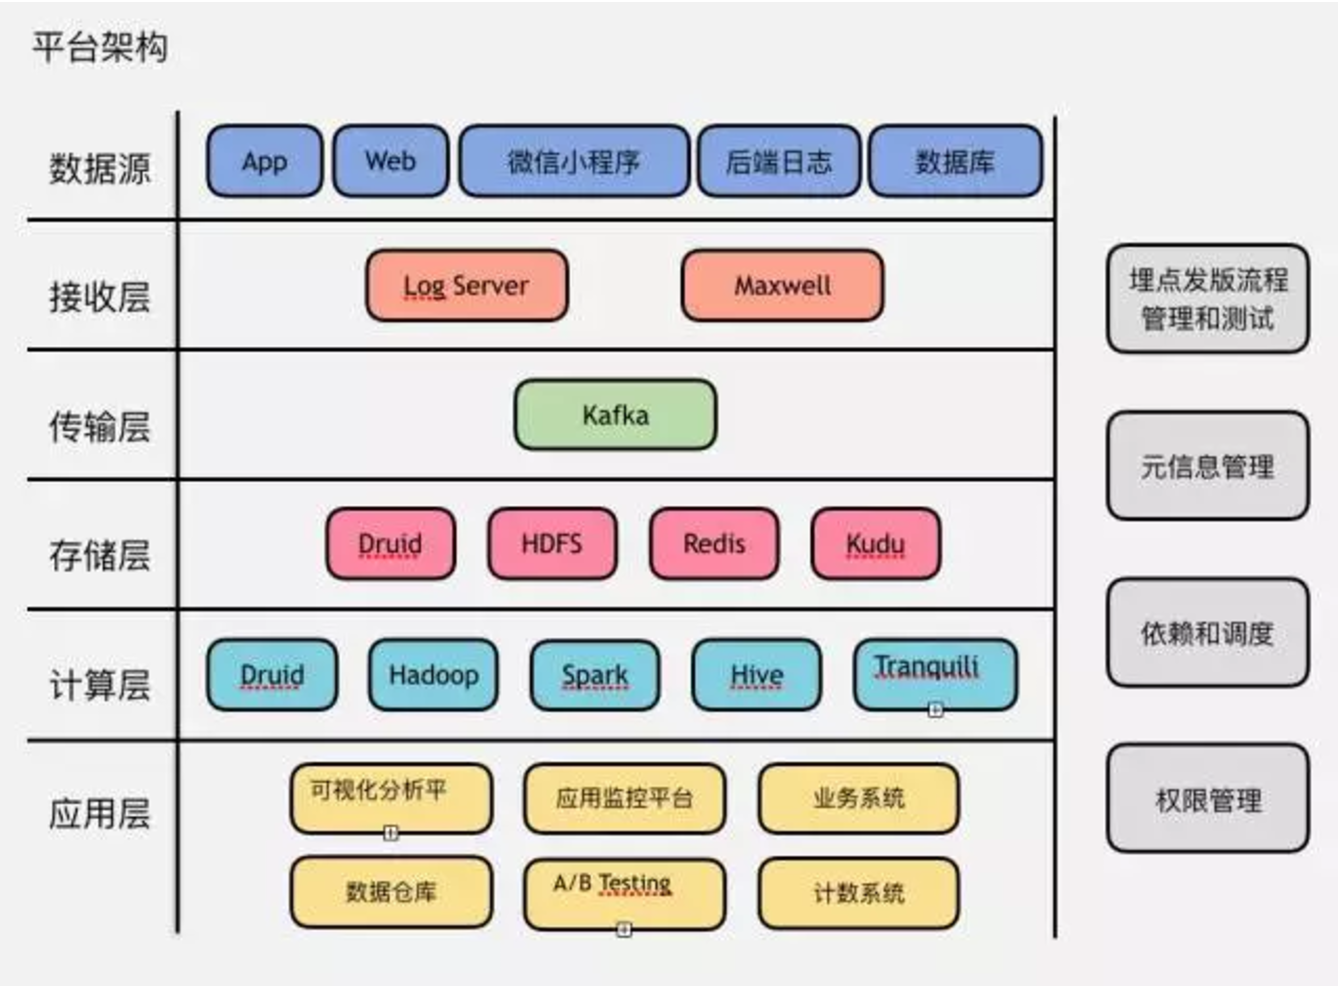 平台架构
数据源
App
Web
微信小程序
后端日志
数据库
接收层
Log Server
Maxwell
传输层
Kafka
存储层
Druid
HDFS
Redis
Kudu
计算层
Druid
Hadoop
Spark
Hive
Tranquili
应用层
可视化分析平
应用监控平台
业务系统
数据仓库
A/B Testing
计数系统
埋点发版流程
管理和测试
元信息管理
依赖和调度
权限管理